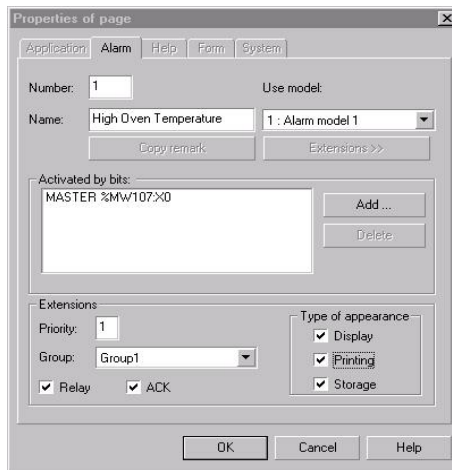 Properties of page
Application Alarm Help Form System
Number: 1 Use model:
Name: High Oven Temperature 1 : Alarm model 1
Copy remark Extensions >>
Activated by bits:
MASTER %MW107:X0
Add ...
Delete
Extensions
Priority: 1
Type of appearance
Display
Group: Group1
Printing
Relay ACK
Storage
OK Cancel Help